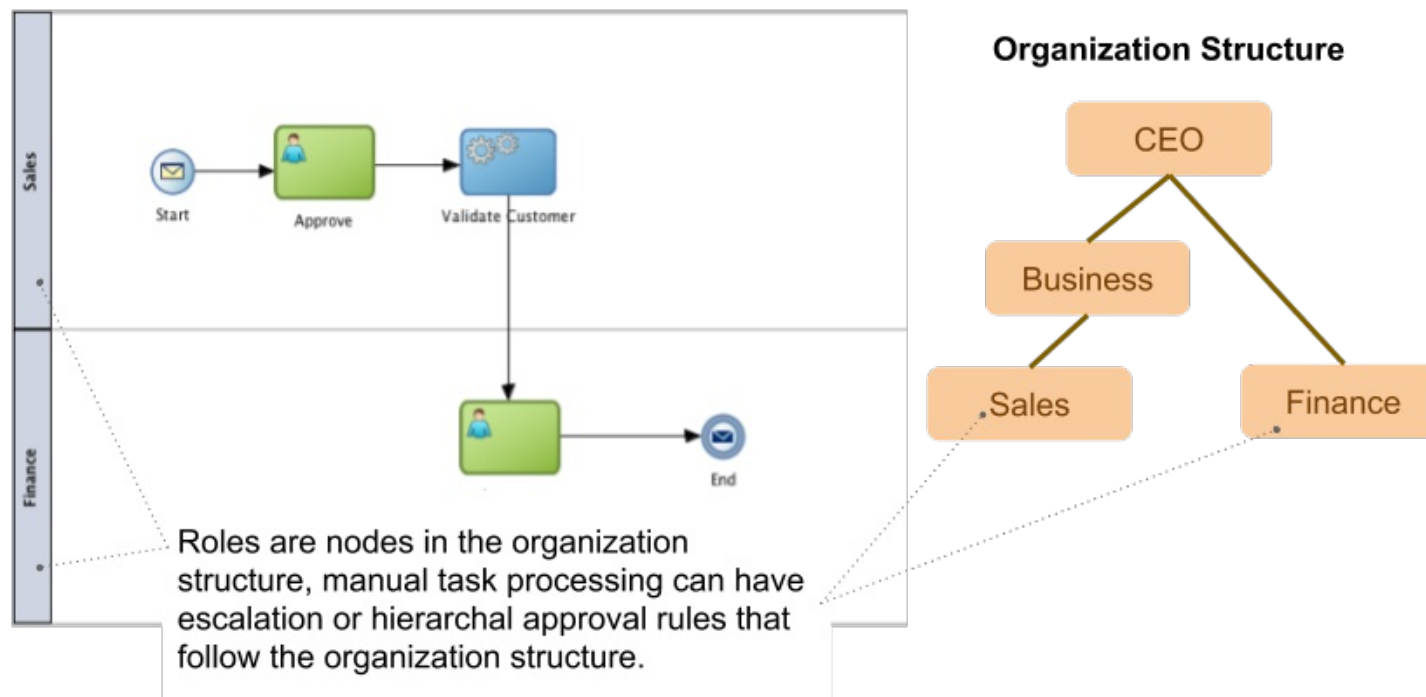 Organization Structure
Sales
Start
Approve
Validate Customer
CEO
Business
Sales
Finance
Finance
End
Roles are nodes in the organization
structure, manual task processing can have
escalation or hierarchal approval rules that
follow the organization structure.